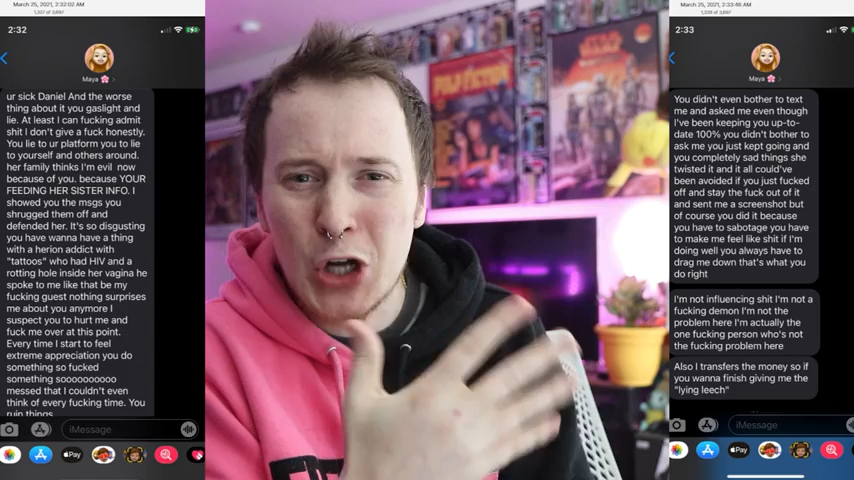 March 25, 2021, 2:32:02 AM
2:32
Maya 🌸
ur sick Daniel And the worse
thing about it you gaslight and
lie. At least I can fucking admit
shit I don't give a fuck honestly.
You lie to ur platform you to lie
to yourself and others around.
her family thinks I'm evil now
because of you. because YOUR
FEEDING HER SISTER INFO. I
showed you the msgs you
shrugged them off and
defended her. It's so disgusting
you have wanna have a thing
with a herion addict with
"tattoos" who had HIV and a
rotting hole inside her vagina he
spoke to me like that be my
fucking guest nothing surprises
me about you anymore I
suspect you to hurt me and
fuck me over at this point.
Every time I start to feel
extreme appreciation you do
something so fucked
something soooooooooo
messed that I couldn't even
think of every fucking time. You
ruin things
iMessage
Pay
PULP FICTION
March 25, 2021, 2:33:46 AM
2:33
Maya 🌸
You didn't even bother to text
me and asked me even though
I've been keeping you up-to-
date 100% you didn't bother to
ask me you just kept going and
you completely sad things she
twisted it and it all could've
been avoided if you just fucked
off and stay the fuck out of it
and sent me a screenshot but
of course you did it because
you have to sabotage you have
to make me feel like shit if I'm
doing well you always have to
drag me down that's what you
do right
I'm not influencing shit I'm not a
fucking demon I'm not the
problem here I'm actually the
one fucking person who's not
the fucking problem here
Also I transfers the money so if
you wanna finish giving me the
"lying leech"
iMessage
Pay